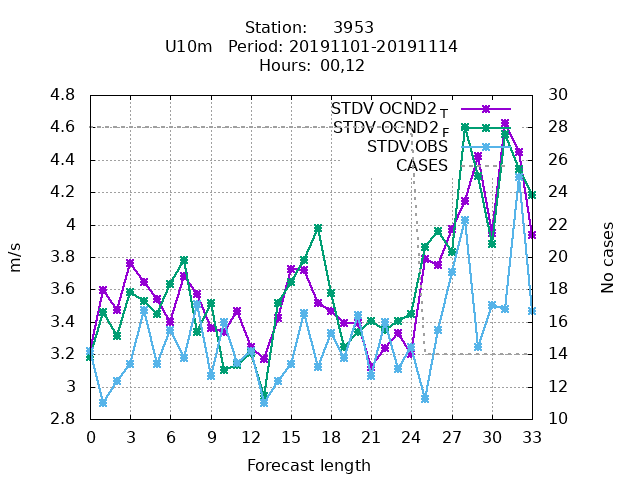 Station:      3953
U10m   Period: 20191101-20191114
Hours:  00,12
4.8
4.6
4.4
4.2
4
3.8
3.6
3.4
3.2
3
2.8
m/s
STDV OCND2_T
STDV OCND2_F
STDV OBS
CASES
30
28
26
24
22
20
18
16
14
12
10
No cases
0 3 6 9 12 15 18 21 24 27 30 33
Forecast length